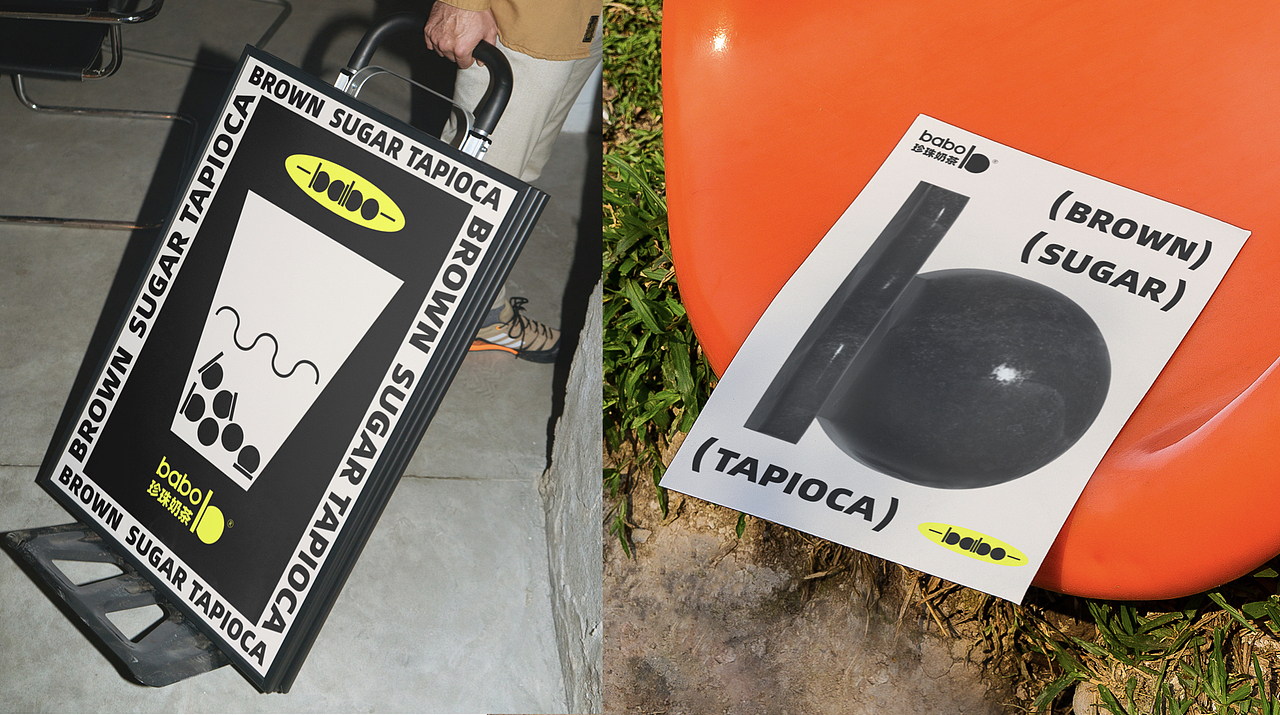 BROWN SUGAR TAPIOCA
BROWN SUGAR TAPIOCA
BROWN SUGAR TAPIOCA
BROWN SUGAR TAPIOCA
babo
babo
珍珠奶茶
b
®
babo
珍珠奶茶
b
®
(BROWN)
(SUGAR)
b
(TAPIOCA)
babo